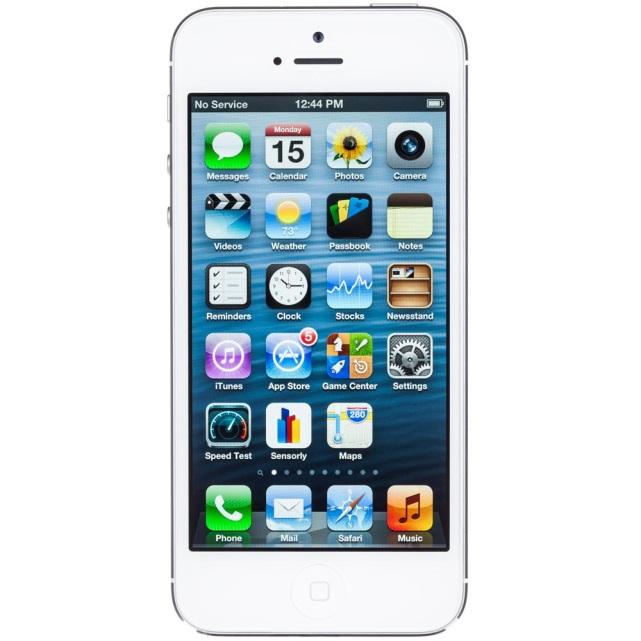 No Service 12:44 PM
Monday
15
Messages Calendar Photos Camera
73°
Videos Weather Passbook Notes
Reminders Clock Stocks Newsstand
5
iTunes App Store Game Center Settings
280
Speed Test Sensorly Maps
Phone Mail Safari Music